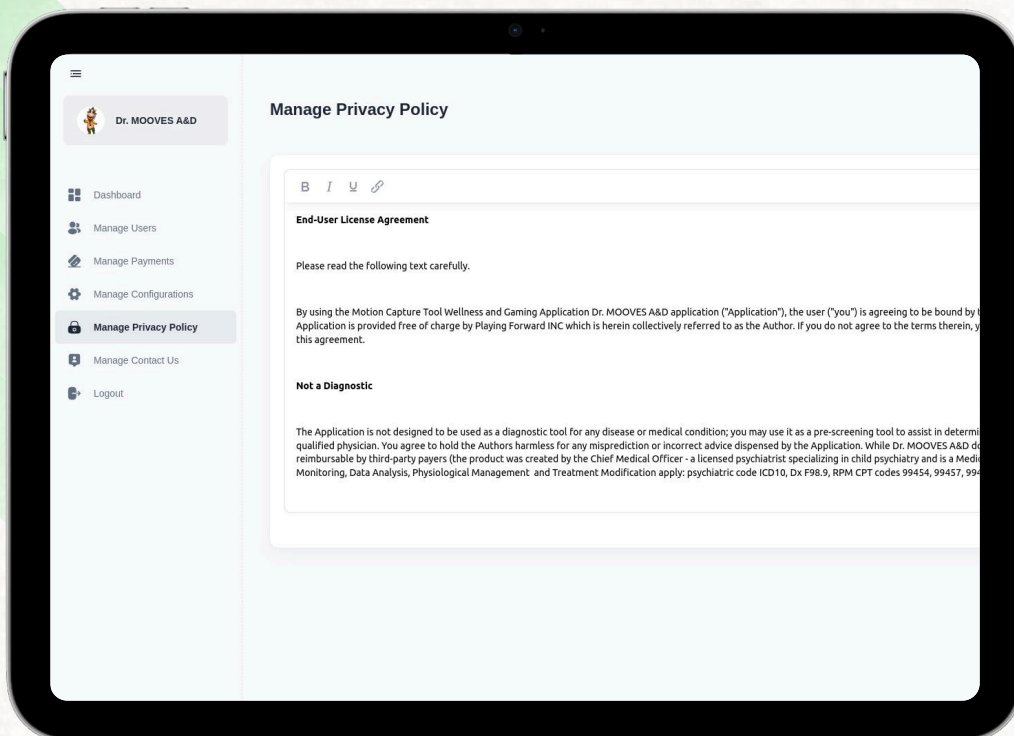 Dr. MOOVES A&D
Dashboard
Manage Users
Manage Payments
Manage Configurations
Manage Privacy Policy
Manage Contact Us
Logout
Manage Privacy Policy
B I U
End-User License Agreement
Please read the following text carefully.
By using the Motion Capture Tool Wellness and Gaming Application Dr. MOOVES A&D application ("Application"), the user ("you") is agreeing to be bound by
Application is provided free of charge by Playing Forward INC which is herein collectively referred to as the Author. If you do not agree to the terms therein,
this agreement.
Not a Diagnostic
The Application is not designed to be used as a diagnostic tool for any disease or medical condition; you may use it as a pre-screening tool to assist in determi
qualified physician. You agree to hold the Authors harmless for any misprediction or incorrect advice dispensed by the Application. While Dr. MOOVES A&D do
reimbursable by third-party payers (the product was created by the Chief Medical Officer - a licensed psychiatrist specializing in child psychiatry and is a Medi
Monitoring, Data Analysis, Physiological Management and Treatment Modification apply: psychiatric code ICD10, Dx F98.9, RPM CPT codes 99454, 99457, 994